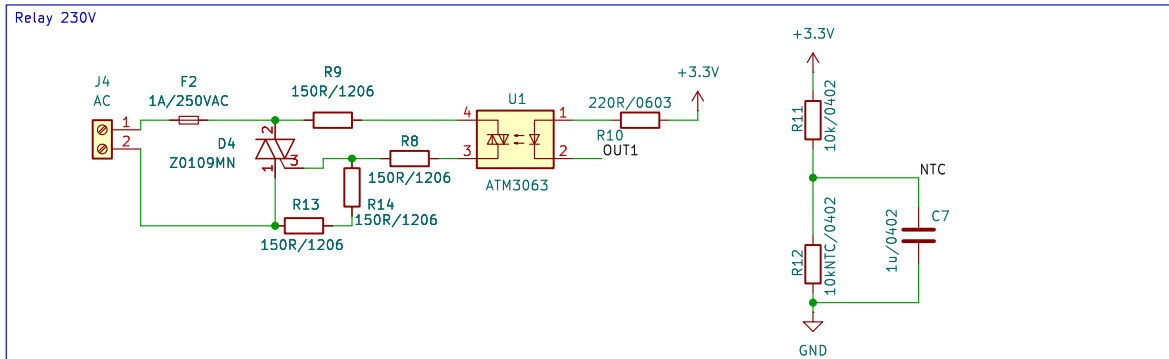 Relay 230V
J4
AC
1
2
F2
1A/250VAC
D4
Z0109MN
2
1
3
R9
150R/1206
R8
150R/1206
R14
150R/1206
R13
150R/1206
U1
4
3
1
2
ATM3063
220R/0603
R10
OUT1
+3.3V
+3.3V
R11
10k/0402
NTC
R12
10kNTC/0402
1u/0402
C7
GND